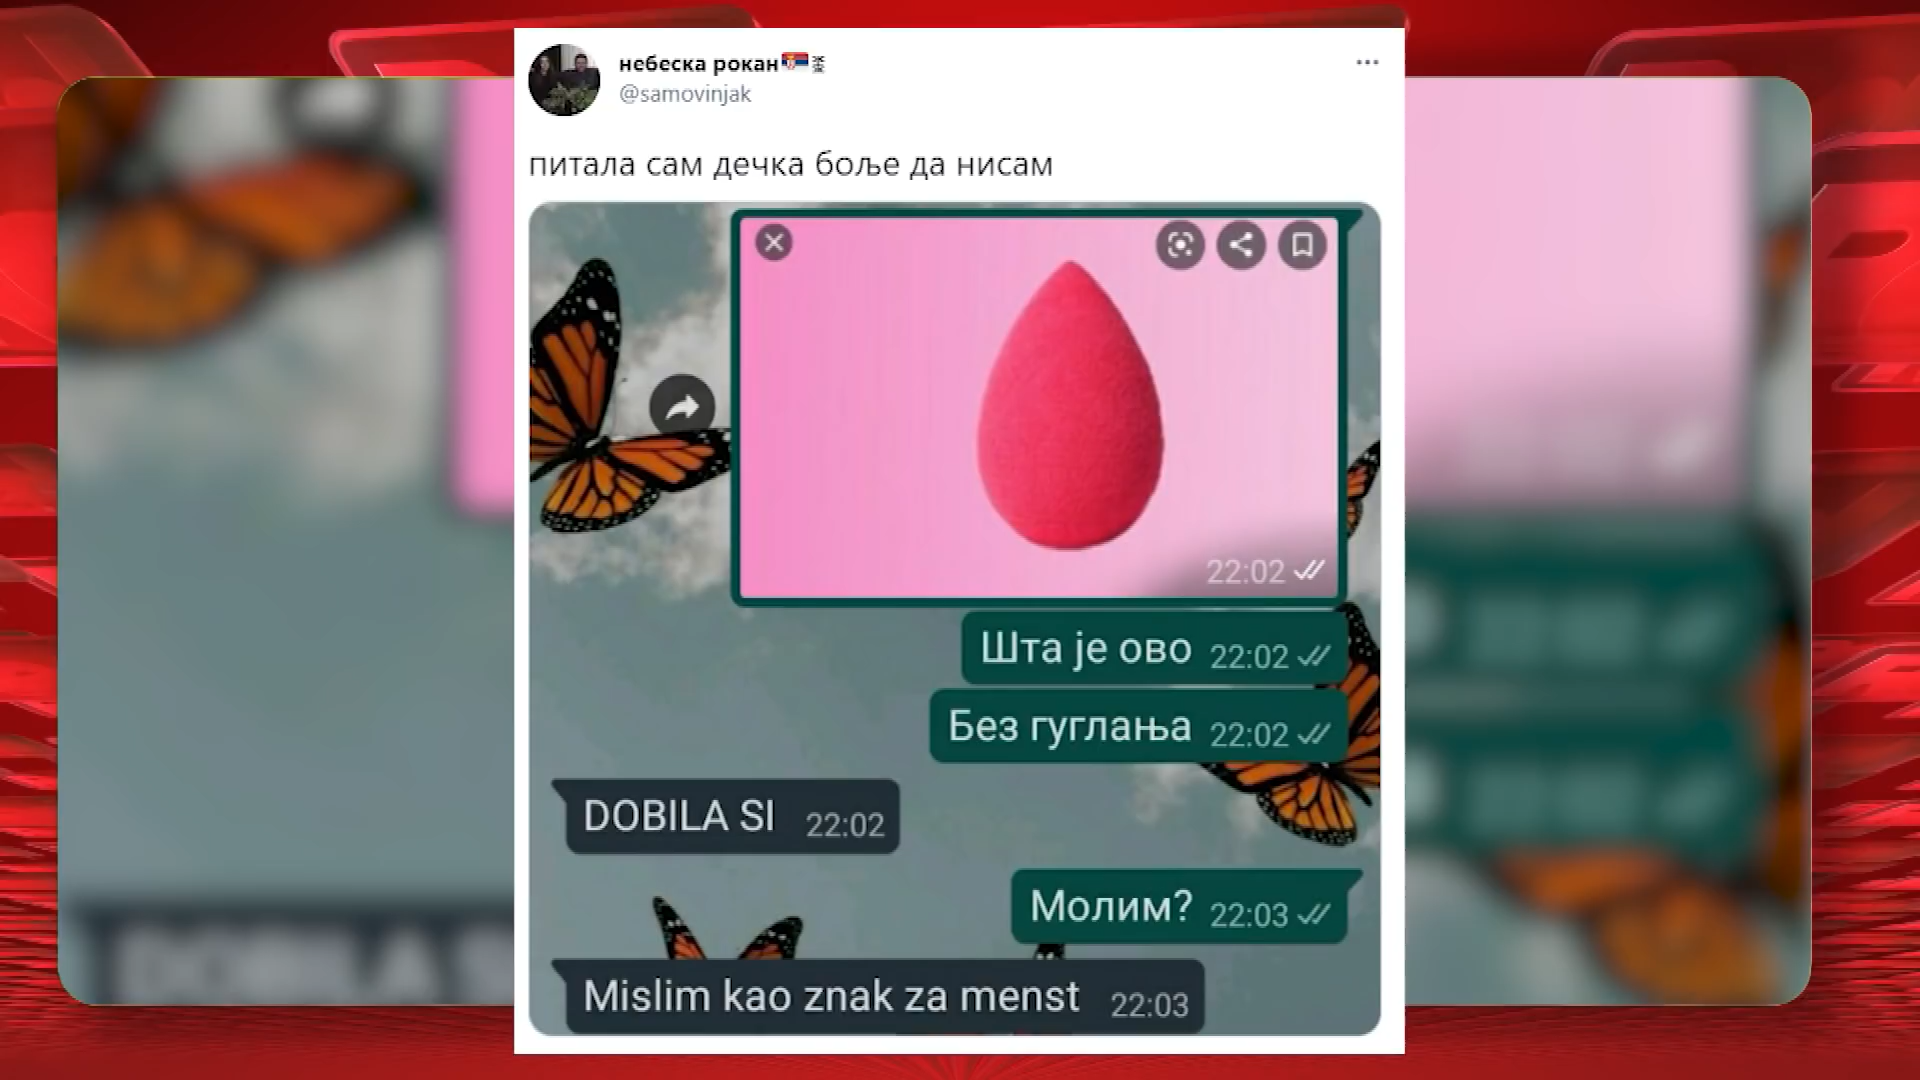 небеска рокан
@samovinjak
питала сам дечка боље да нисам
22:02
Шта је ово 22:02
Без гуглања 22:02
DOBILA SI 22:02
Молим? 22:03
Mislim kao znak za menst 22:03
DOBILA S